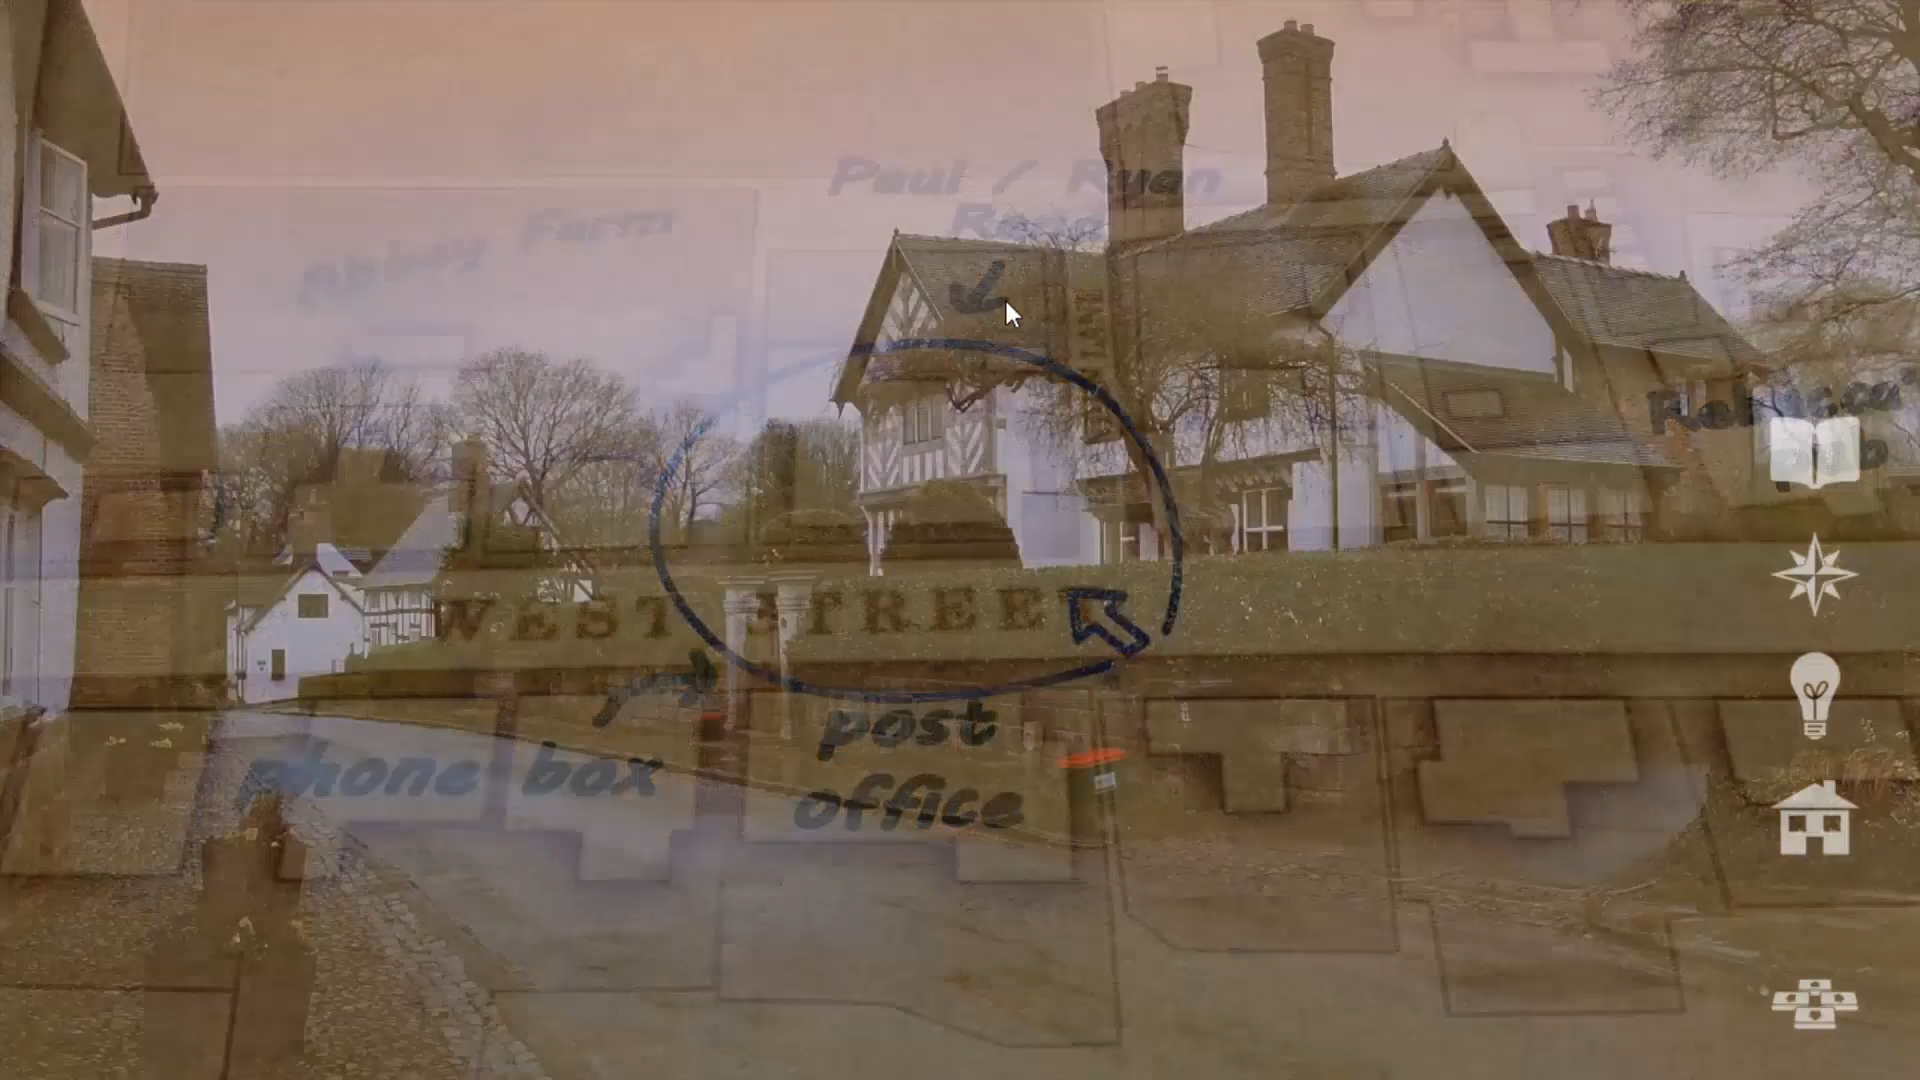 Paul / Ryan
Abbey Farm
WEST STREET
post
phone box
office